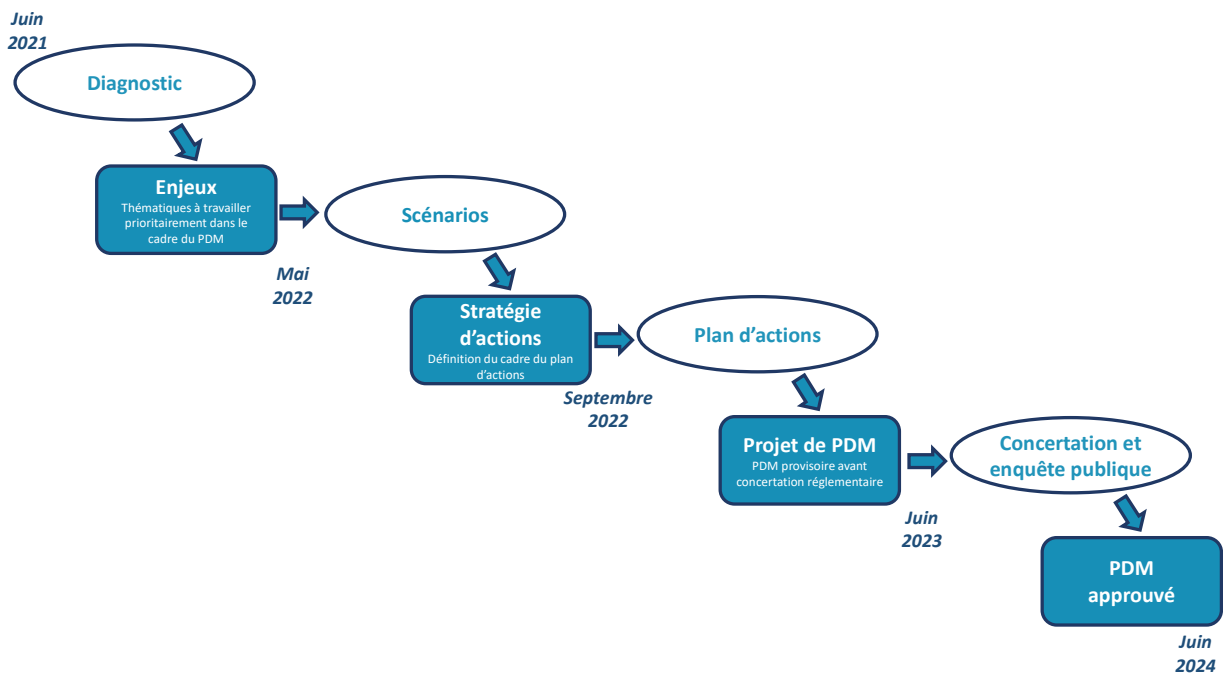 Juin
2021
Diagnostic
Enjeux
Thématiques à travailler
prioritairement dans le
cadre du PDM
Mai
2022
Scénarios
Stratégie
d’actions
Définition du cadre du plan
d’actions
Septembre
2022
Plan d’actions
Projet de PDM
PDM provisoire avant
concertation réglementaire
Juin
2023
Concertation et
enquête publique
PDM
approuvé
Juin
2024